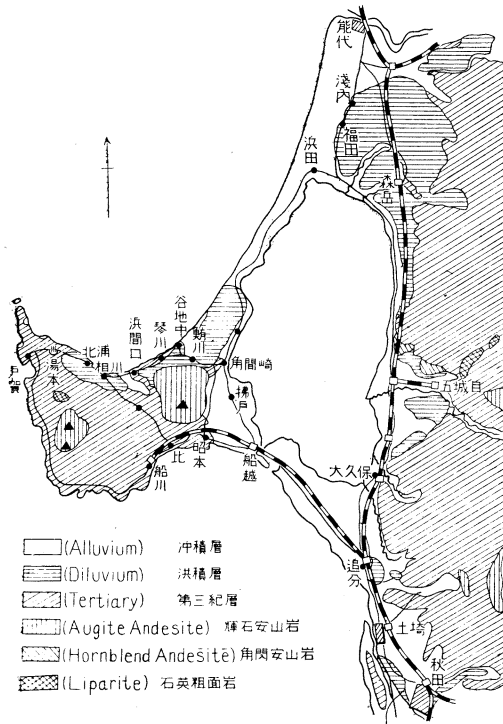 能代
浅内
福田
浜田
森岳
谷地中
琴川
浜間口
鮪川
北浦
相川
湯本
戸賀
角間崎
払戸
五城目
船川
比
昭本
船越
大久保
追分
土埼
秋田
(Alluvium) 沖積層
(Diluvium) 洪積層
(Tertiary) 第三紀層
(Augite Andesite) 輝石安山岩
(Hornblend Andesite) 角閃安山岩
(Liparite) 石英粗面岩